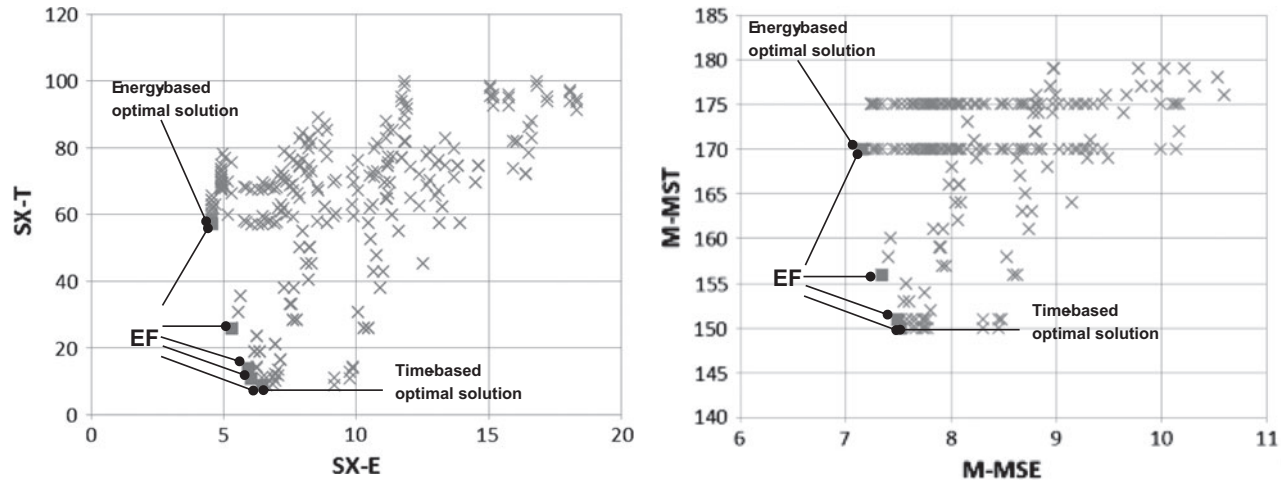 120
100
80
60
40
20
0
0 5 10 15 20
SX-T
SX-E
Energybased
optimal solution
EF
Timebased
optimal solution
185
180
175
170
165
160
155
150
145
140
6 7 8 9 10 11
M-MST
M-MSE
Energybased
optimal solution
EF
Timebased
optimal solution